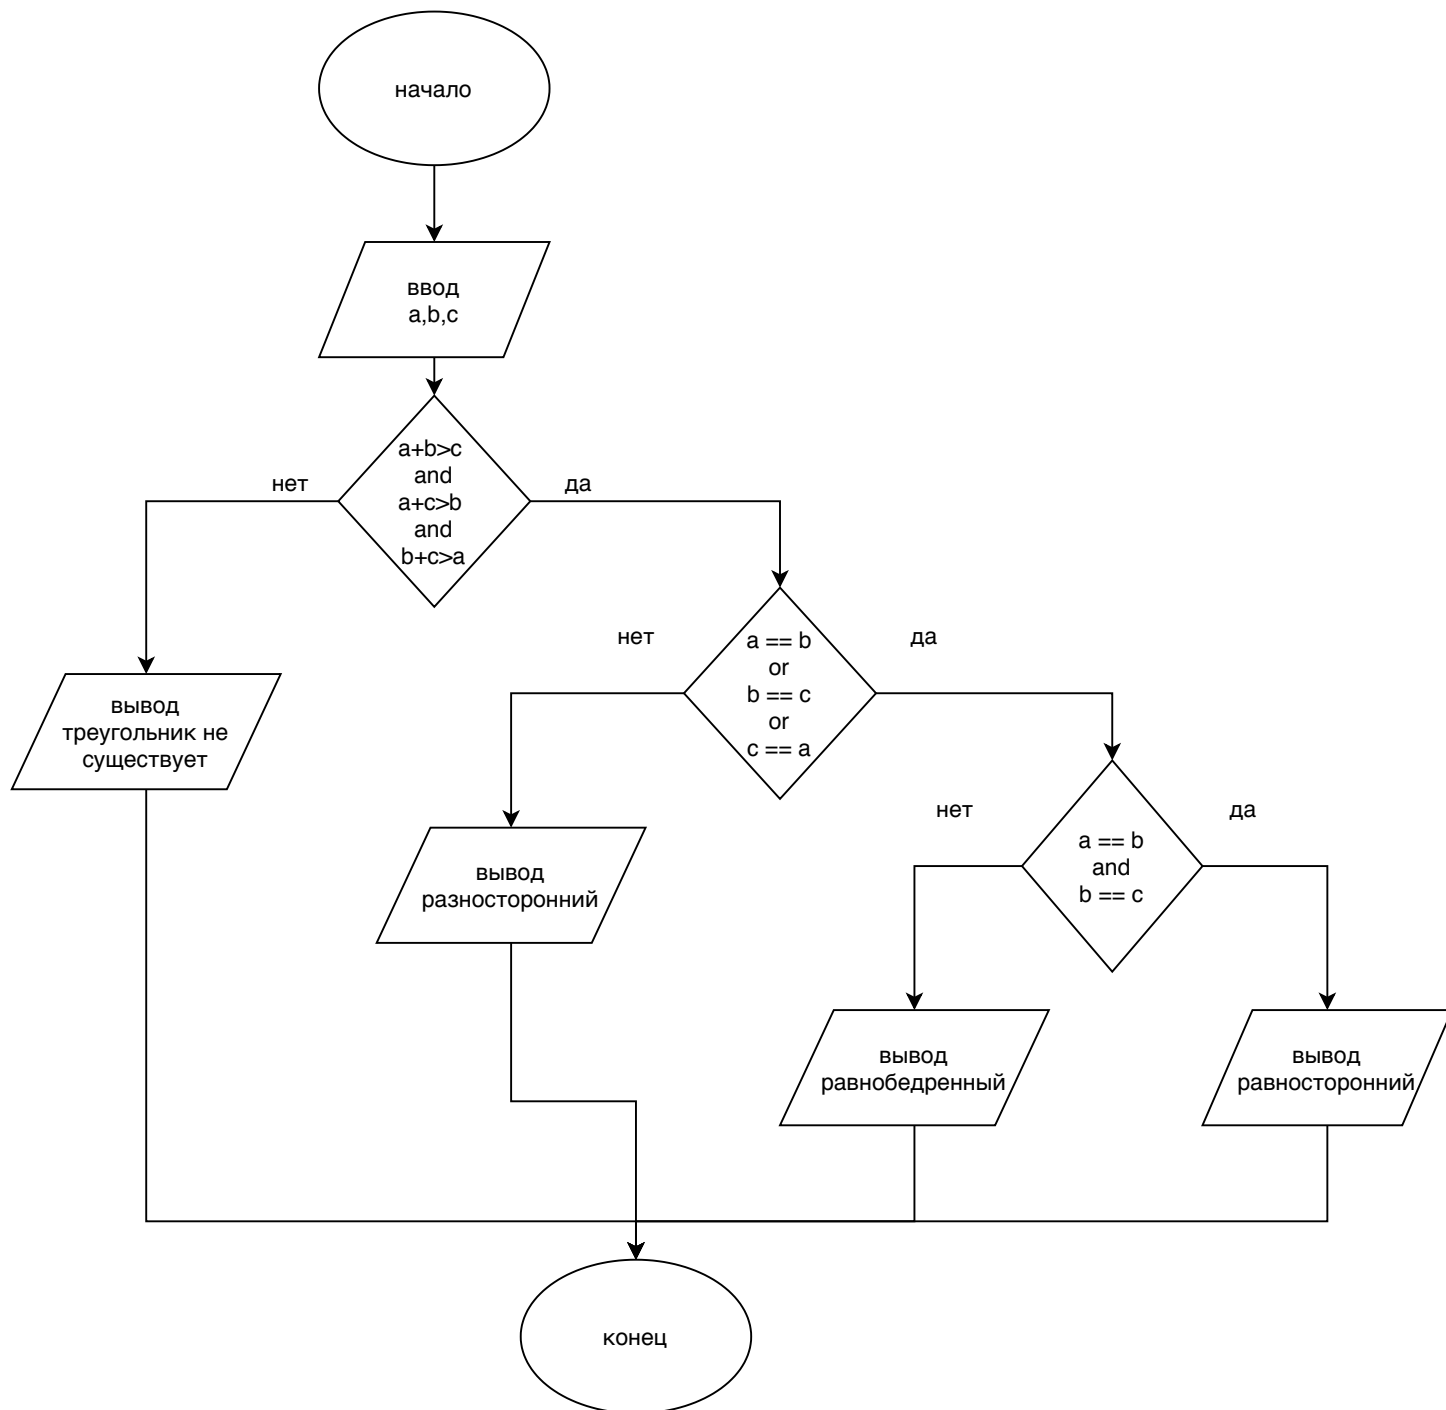 начало
ввод
a,b,c
a+b>c
and
a+c>b
and
b+c>a
нет
да
вывод
треугольник не
существует
a == b
or
b == c
or
c == a
нет
да
вывод
разносторонний
a == b
and
b == c
нет
да
вывод
равнобедренный
вывод
равносторонний
конец